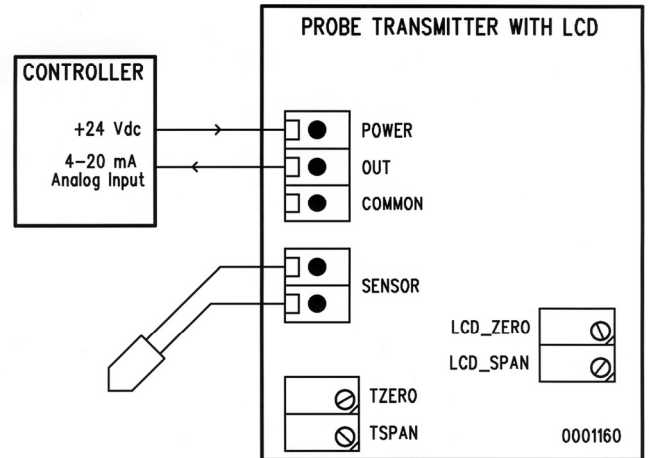 PROBE TRANSMITTER WITH LCD
CONTROLLER
+24 Vdc
4-20 mA
Analog Input
POWER
OUT
COMMON
SENSOR
LCD_ZERO
LCD_SPAN
TZERO
TSPAN
0001160